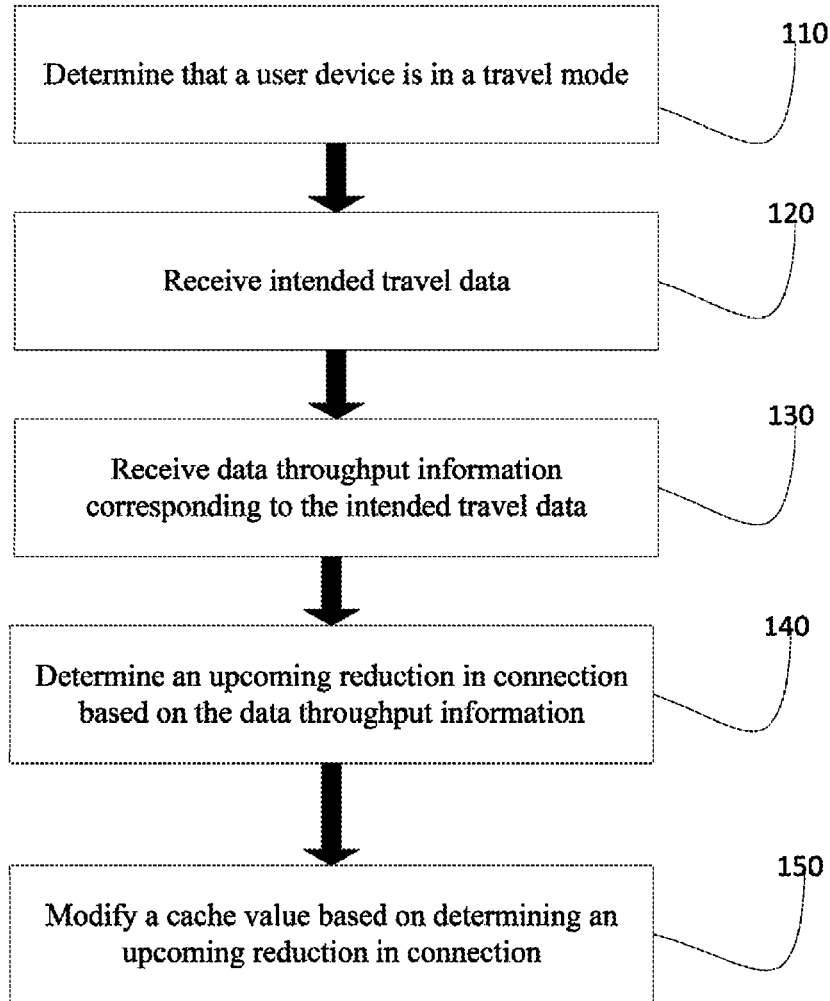 110
Determine that a user device is in a travel mode
120
Receive intended travel data
130
Receive data throughput information
corresponding to the intended travel data
140
Determine an upcoming reduction in connection
based on the data throughput information
150
Modify a cache value based on determining an
upcoming reduction in connection